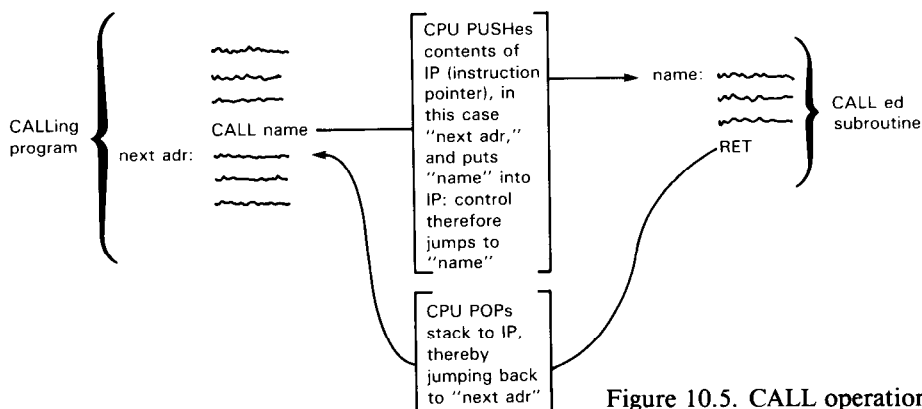 CALLing
program
next adr:
CALL name
CPU PUSHes
contents of
IP (instruction
pointer), in
this case
"next adr,"
and puts
"name" into
IP: control
therefore
jumps to
"name"
name:
RET
CALL ed
subroutine
CPU POPs
stack to IP,
thereby
jumping back
to "next adr"
Figure 10.5. CALL operation